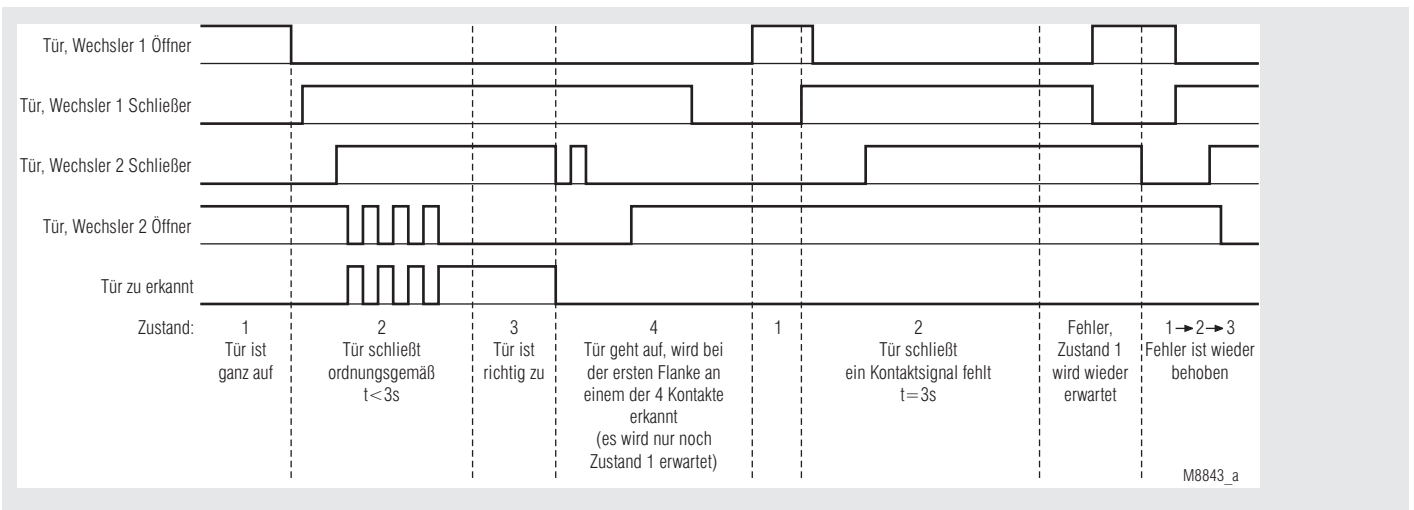 Tür, Wechsler 1 Öffner
Tür, Wechsler 1 Schließer
Tür, Wechsler 2 Schließer
Tür, Wechsler 2 Öffner
Tür zu erkannt
Zustand:
1
Tür ist
ganz auf
2
Tür schließt
ordnungsgemäß
t<3s
3
Tür ist
richtig zu
4
Tür geht auf, wird bei
der ersten Flanke an
einem der 4 Kontakte
erkannt
(es wird nur noch
Zustand 1 erwartet)
1
2
Tür schließt
ein Kontaktsignal fehlt
t=3s
Fehler,
Zustand 1
wird wieder
erwartet
1→2→3
Fehler ist wieder
behoben
M8843_a